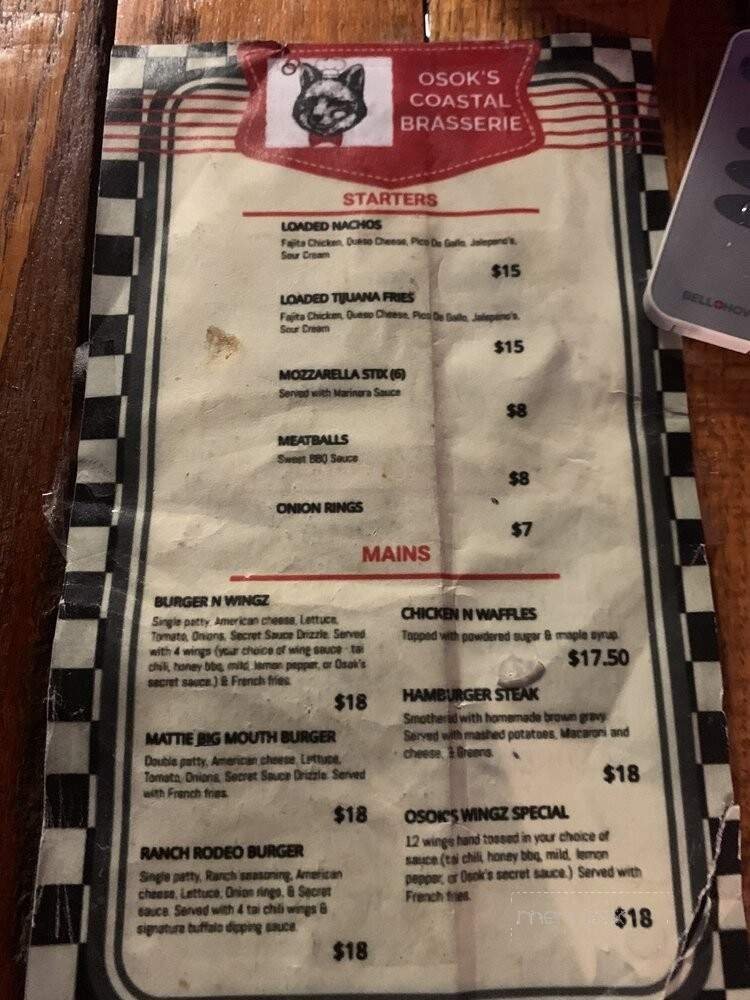 OSOK'S
COASTAL
BRASSERIE
STARTERS
LOADED NACHOS
Fajita Chicken, Queso Cheese, Pico De Gallo, Jalepeno's,
Sour Cream
$15
LOADED TIJUANA FRIES
Fajita Chicken, Queso Cheese, Pico De Gallo, Jalepeno's,
Sour Cream
$15
MOZZARELLA STIX (6)
Served with Marinara Sauce
$8
MEATBALLS
Sweet BBQ Sauce
$8
ONION RINGS
$7
MAINS
BURGER N WINGZ
Single patty, American cheese, Lettuce,
Tomato, Onions, Secret Sauce Drizzle. Served
with 4 wings (your choice of wing sauce - tai
chili, honey bbq, mild, lemon pepper, or Osok's
secret sauce.) & French fries.
$18
MATTIE BIG MOUTH BURGER
Double patty, American cheese, Lettuce,
Tomato, Onions, Secret Sauce Drizzle. Served
with French fries.
$18
RANCH RODEO BURGER
Single patty, Ranch seasoning, American
cheese, Lettuce, Onion rings, & Secret
sauce. Served with 4 tai chili wings &
signature buffalo dipping sauce.
$18
CHICKEN N WAFFLES
Topped with powdered sugar & maple syrup.
$17.50
HAMBURGER STEAK
Smothered with homemade brown gravy.
Served with mashed potatoes, Macaroni and
cheese, & Greens.
$18
OSOK'S WINGZ SPECIAL
12 wings hand tossed in your choice of
sauce (tai chili, honey bbq, mild, lemon
pepper, or Osok's secret sauce.) Served with
French fries.
$18
BELL+HOW